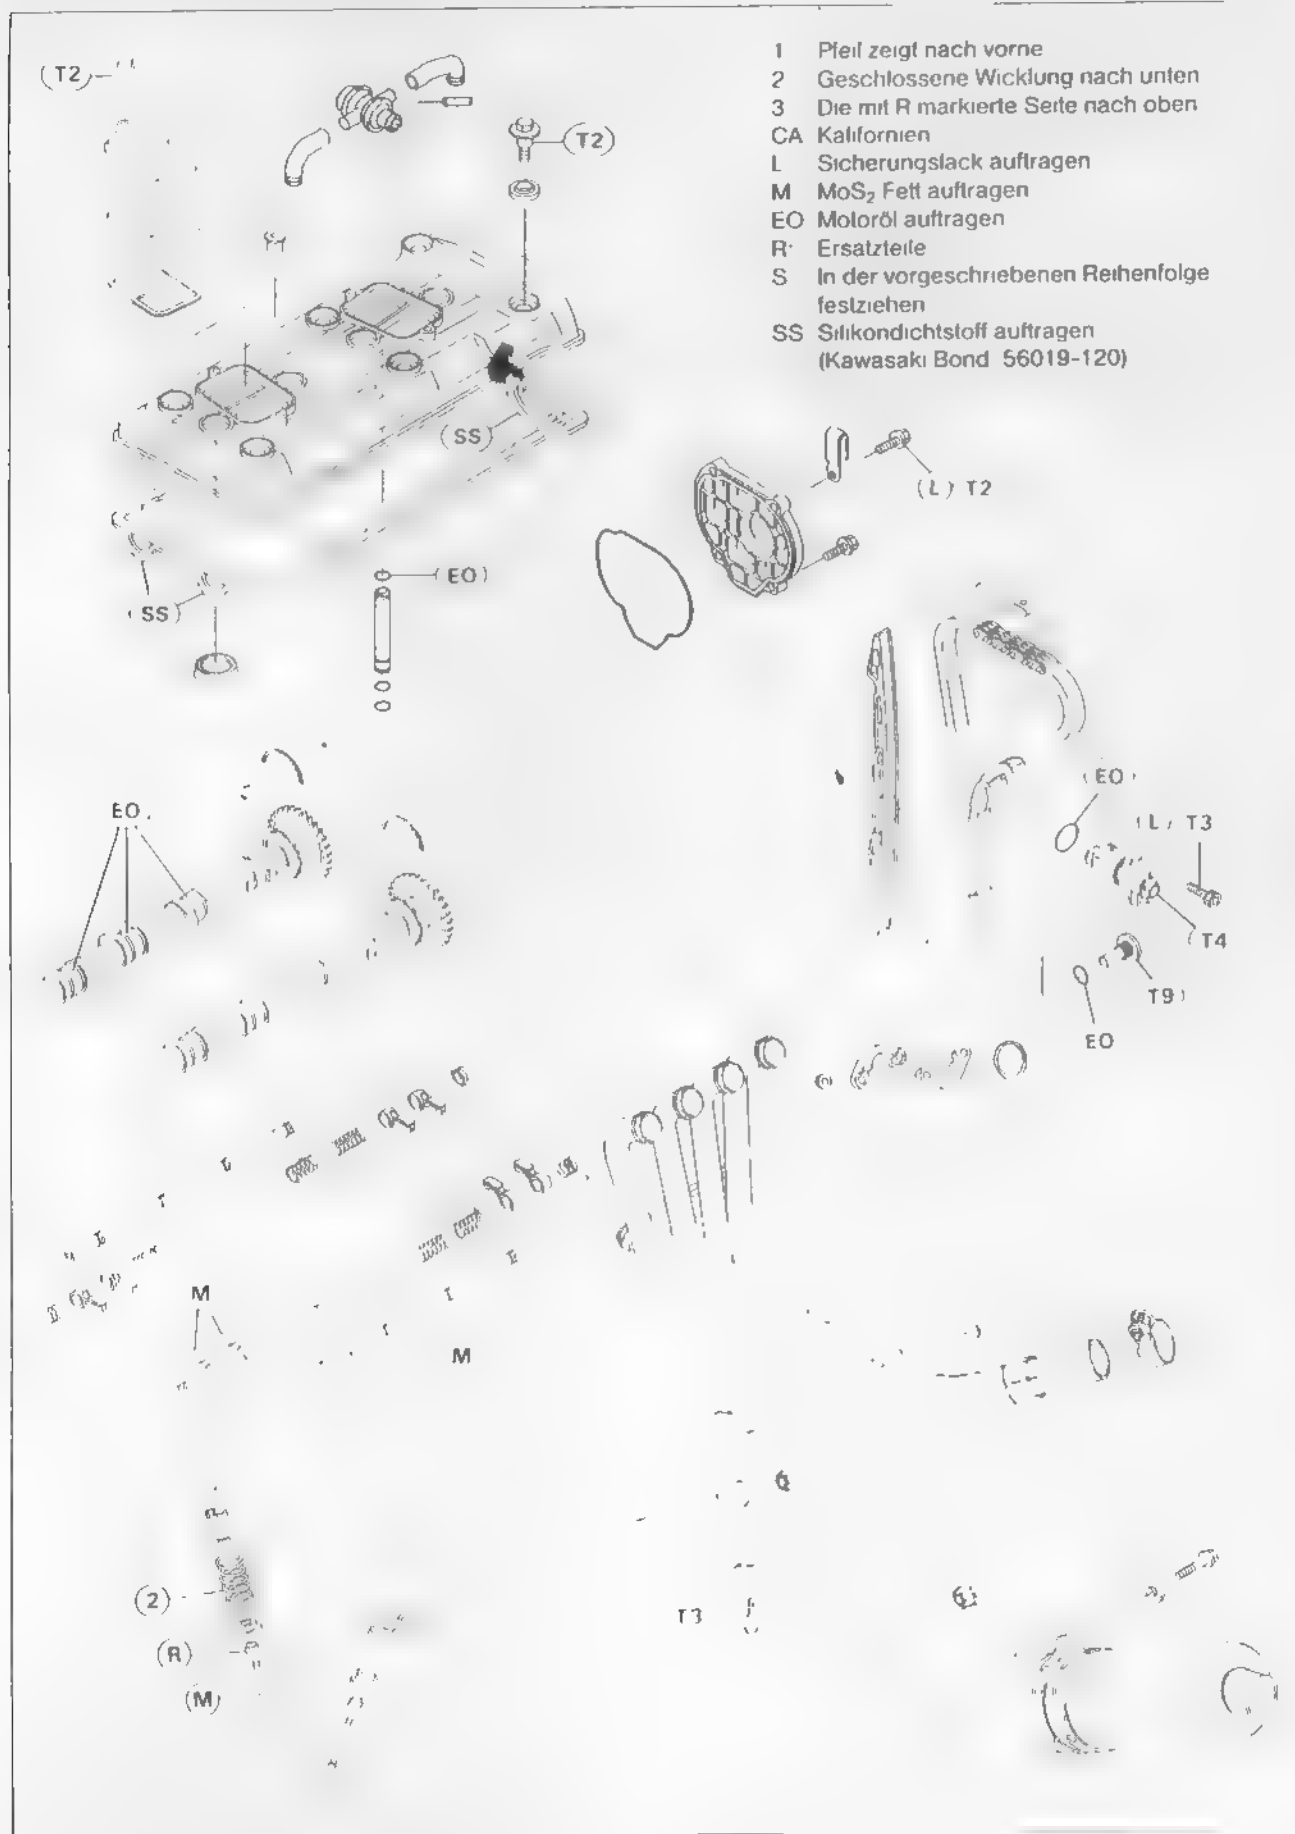 1 Pfeil zeigt nach vorne
2 Geschlossene Wicklung nach unten
3 Die mit R markierte Seite nach oben
CA Kalifornien
L Sicherungslack auftragen
M MoS₂ Fett auftragen
EO Motoröl auftragen
R Ersatzteile
S In der vorgeschriebenen Reihenfolge
festziehen
SS Silikondichtstoff auftragen
(Kawasaki Bond 56019-120)
(T2)
(T2)
(SS)
(L) T2
(EO)
(SS)
(EO)
EO
(L) T3
(T4
T9)
EO
M
M
(2)
T3
(R)
(M)